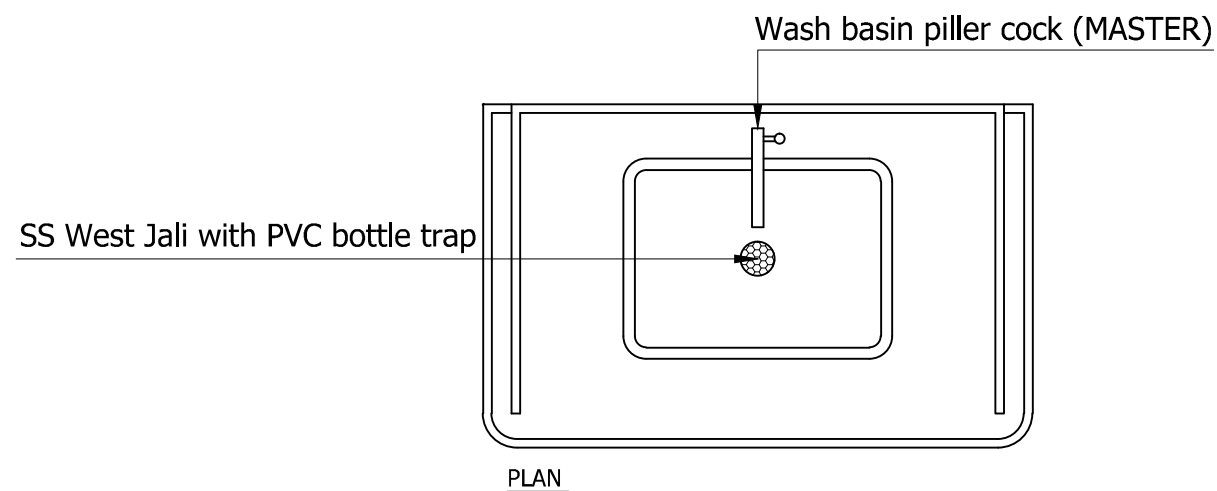 Wash basin piller cock (MASTER)
SS West Jali with PVC bottle trap
PLAN